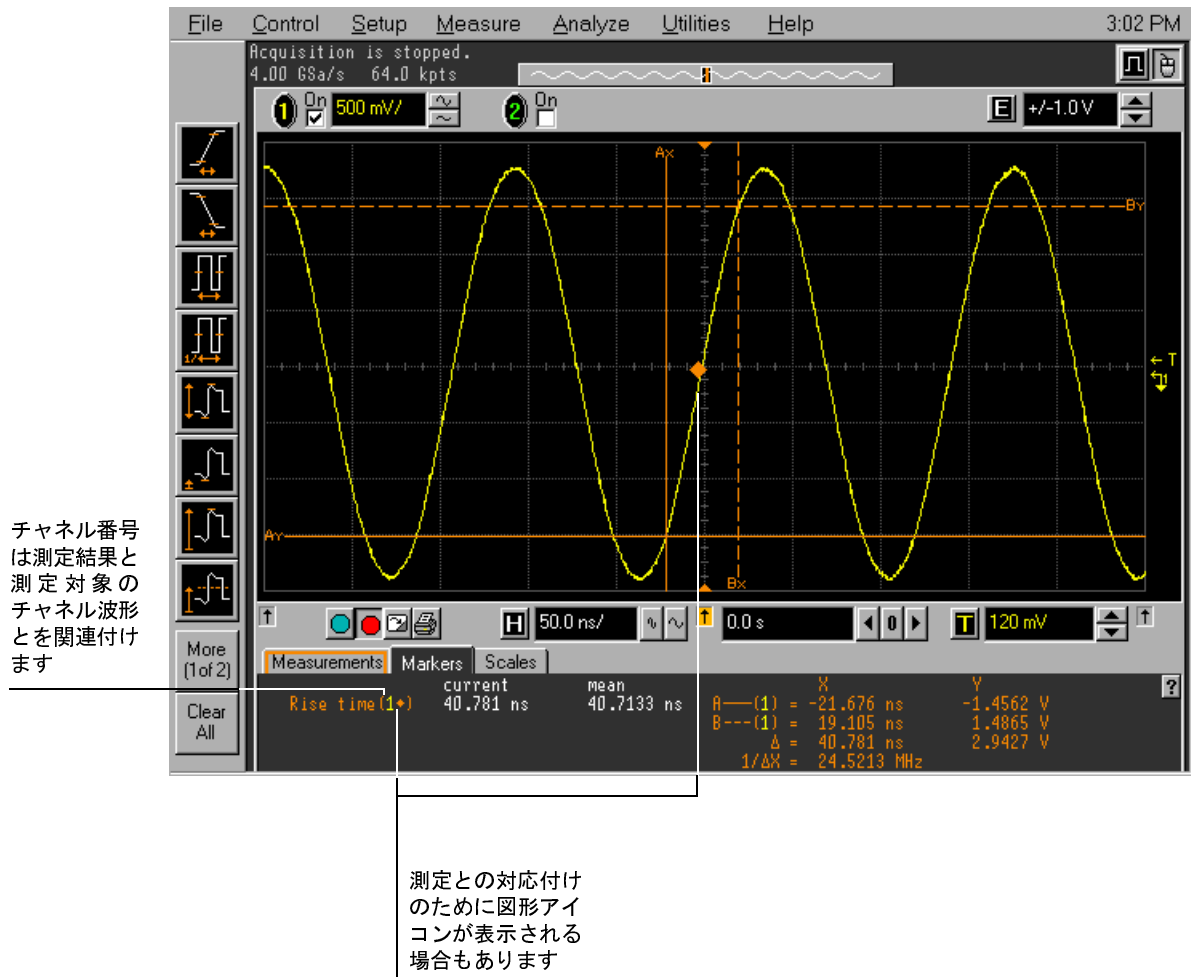 File Control Setup Measure Analyze Utilities Help 3:02 PM
Acquisition is stopped.
4.00 GSa/s 64.0 kpts
1 On 500 mV/ 2 On E +/-1.0 V
Ax
By
T
Ay
Bx
H 50.0 ns/ 0.0 s 0 T 120 mV
More
(1of 2)
Clear
All
Measurements Markers Scales
current mean X Y
Rise time(1◆) 40.781 ns 40.7133 ns A——(1) = -21.676 ns -1.4562 V
B---(1) = 19.105 ns 1.4865 V
Δ = 40.781 ns 2.9427 V
1/ΔX = 24.5213 MHz
?
チャネル番号
は測定結果と
測定対象の
チャネル波形
とを関連付け
ます
測定との対応付け
のために図形アイ
コンが表示される
場合もあります